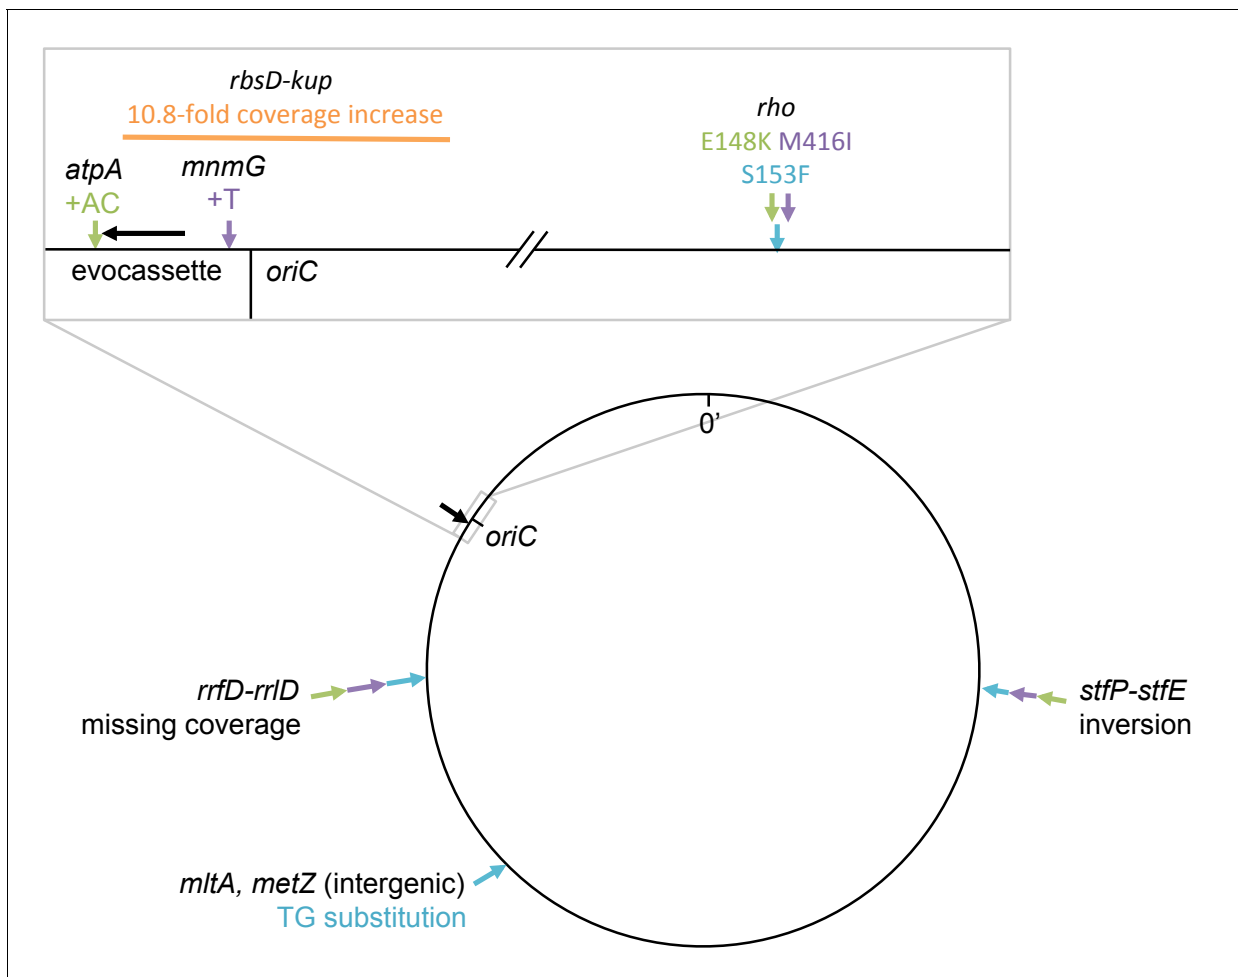 rbsD-kup
10.8-fold coverage increase
rho
E148K M416I
S153F
atpA
+AC
mnmG
+T
evocassette
oriC
0’
oriC
rrfD-rrlD
missing coverage
stfP-stfE
inversion
mltA, metZ (intergenic)
TG substitution